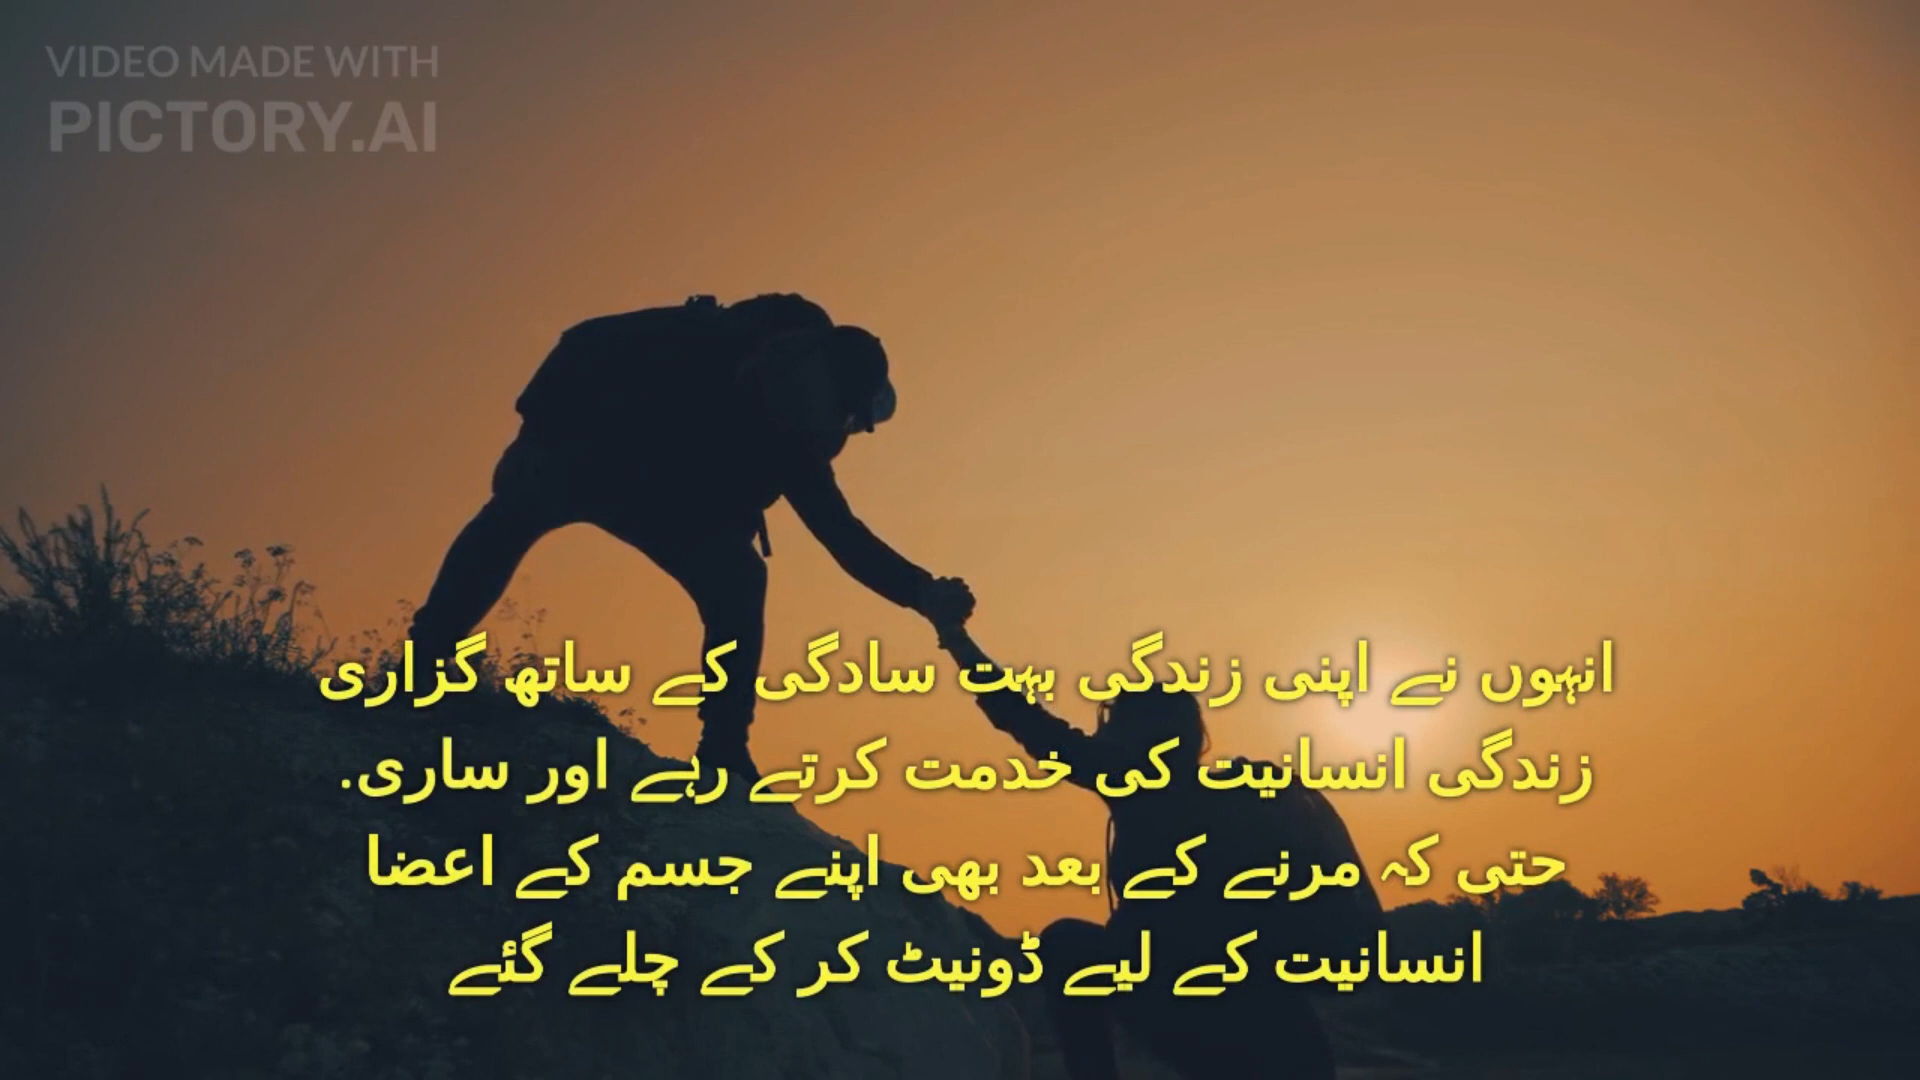 VIDEO MADE WITH
PICTORY.AI
انہوں نے اپنی زندگی بہت سادگی کے ساتھ گزاری
زندگی انسانیت کی خدمت کرتے رہے اور ساری.
حتی کہ مرنے کے بعد بھی اپنے جسم کے اعضا
انسانیت کے لیے ڈونیٹ کر کے چلے گئے